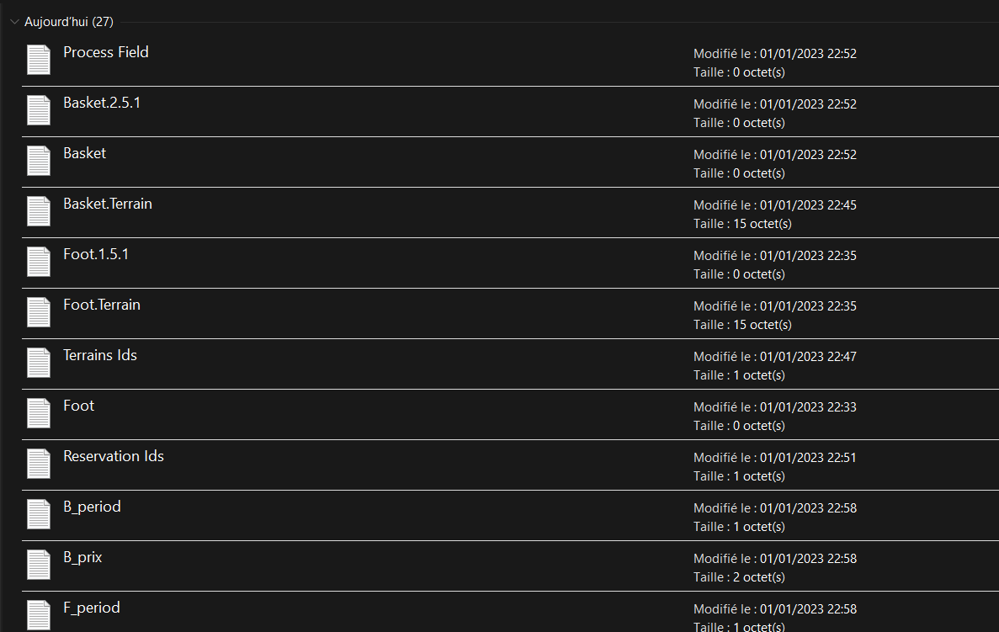 Aujourd'hui (27)
Process Field
Modifié le : 01/01/2023 22:52
Taille : 0 octet(s)
Basket.2.5.1
Modifié le : 01/01/2023 22:52
Taille : 0 octet(s)
Basket
Modifié le : 01/01/2023 22:52
Taille : 0 octet(s)
Basket.Terrain
Modifié le : 01/01/2023 22:45
Taille : 15 octet(s)
Foot.1.5.1
Modifié le : 01/01/2023 22:35
Taille : 0 octet(s)
Foot.Terrain
Modifié le : 01/01/2023 22:35
Taille : 15 octet(s)
Terrains Ids
Modifié le : 01/01/2023 22:47
Taille : 1 octet(s)
Foot
Modifié le : 01/01/2023 22:33
Taille : 0 octet(s)
Reservation Ids
Modifié le : 01/01/2023 22:51
Taille : 1 octet(s)
B_period
Modifié le : 01/01/2023 22:58
Taille : 1 octet(s)
B_prix
Modifié le : 01/01/2023 22:58
Taille : 2 octet(s)
F_period
Modifié le : 01/01/2023 22:58
Taille : 1 octet(s)